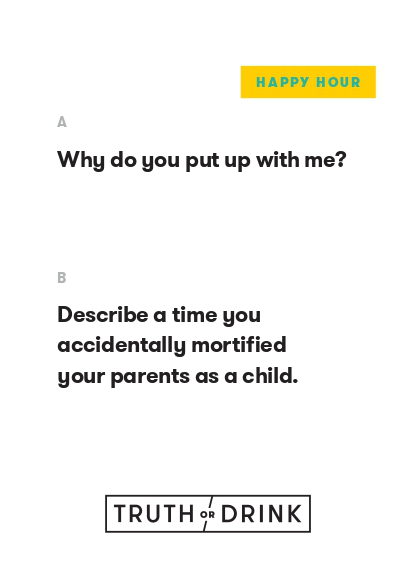 HAPPY HOUR
A
Why do you put up with me?
B
Describe a time you
accidentally mortified
your parents as a child.
TRUTH OR DRINK